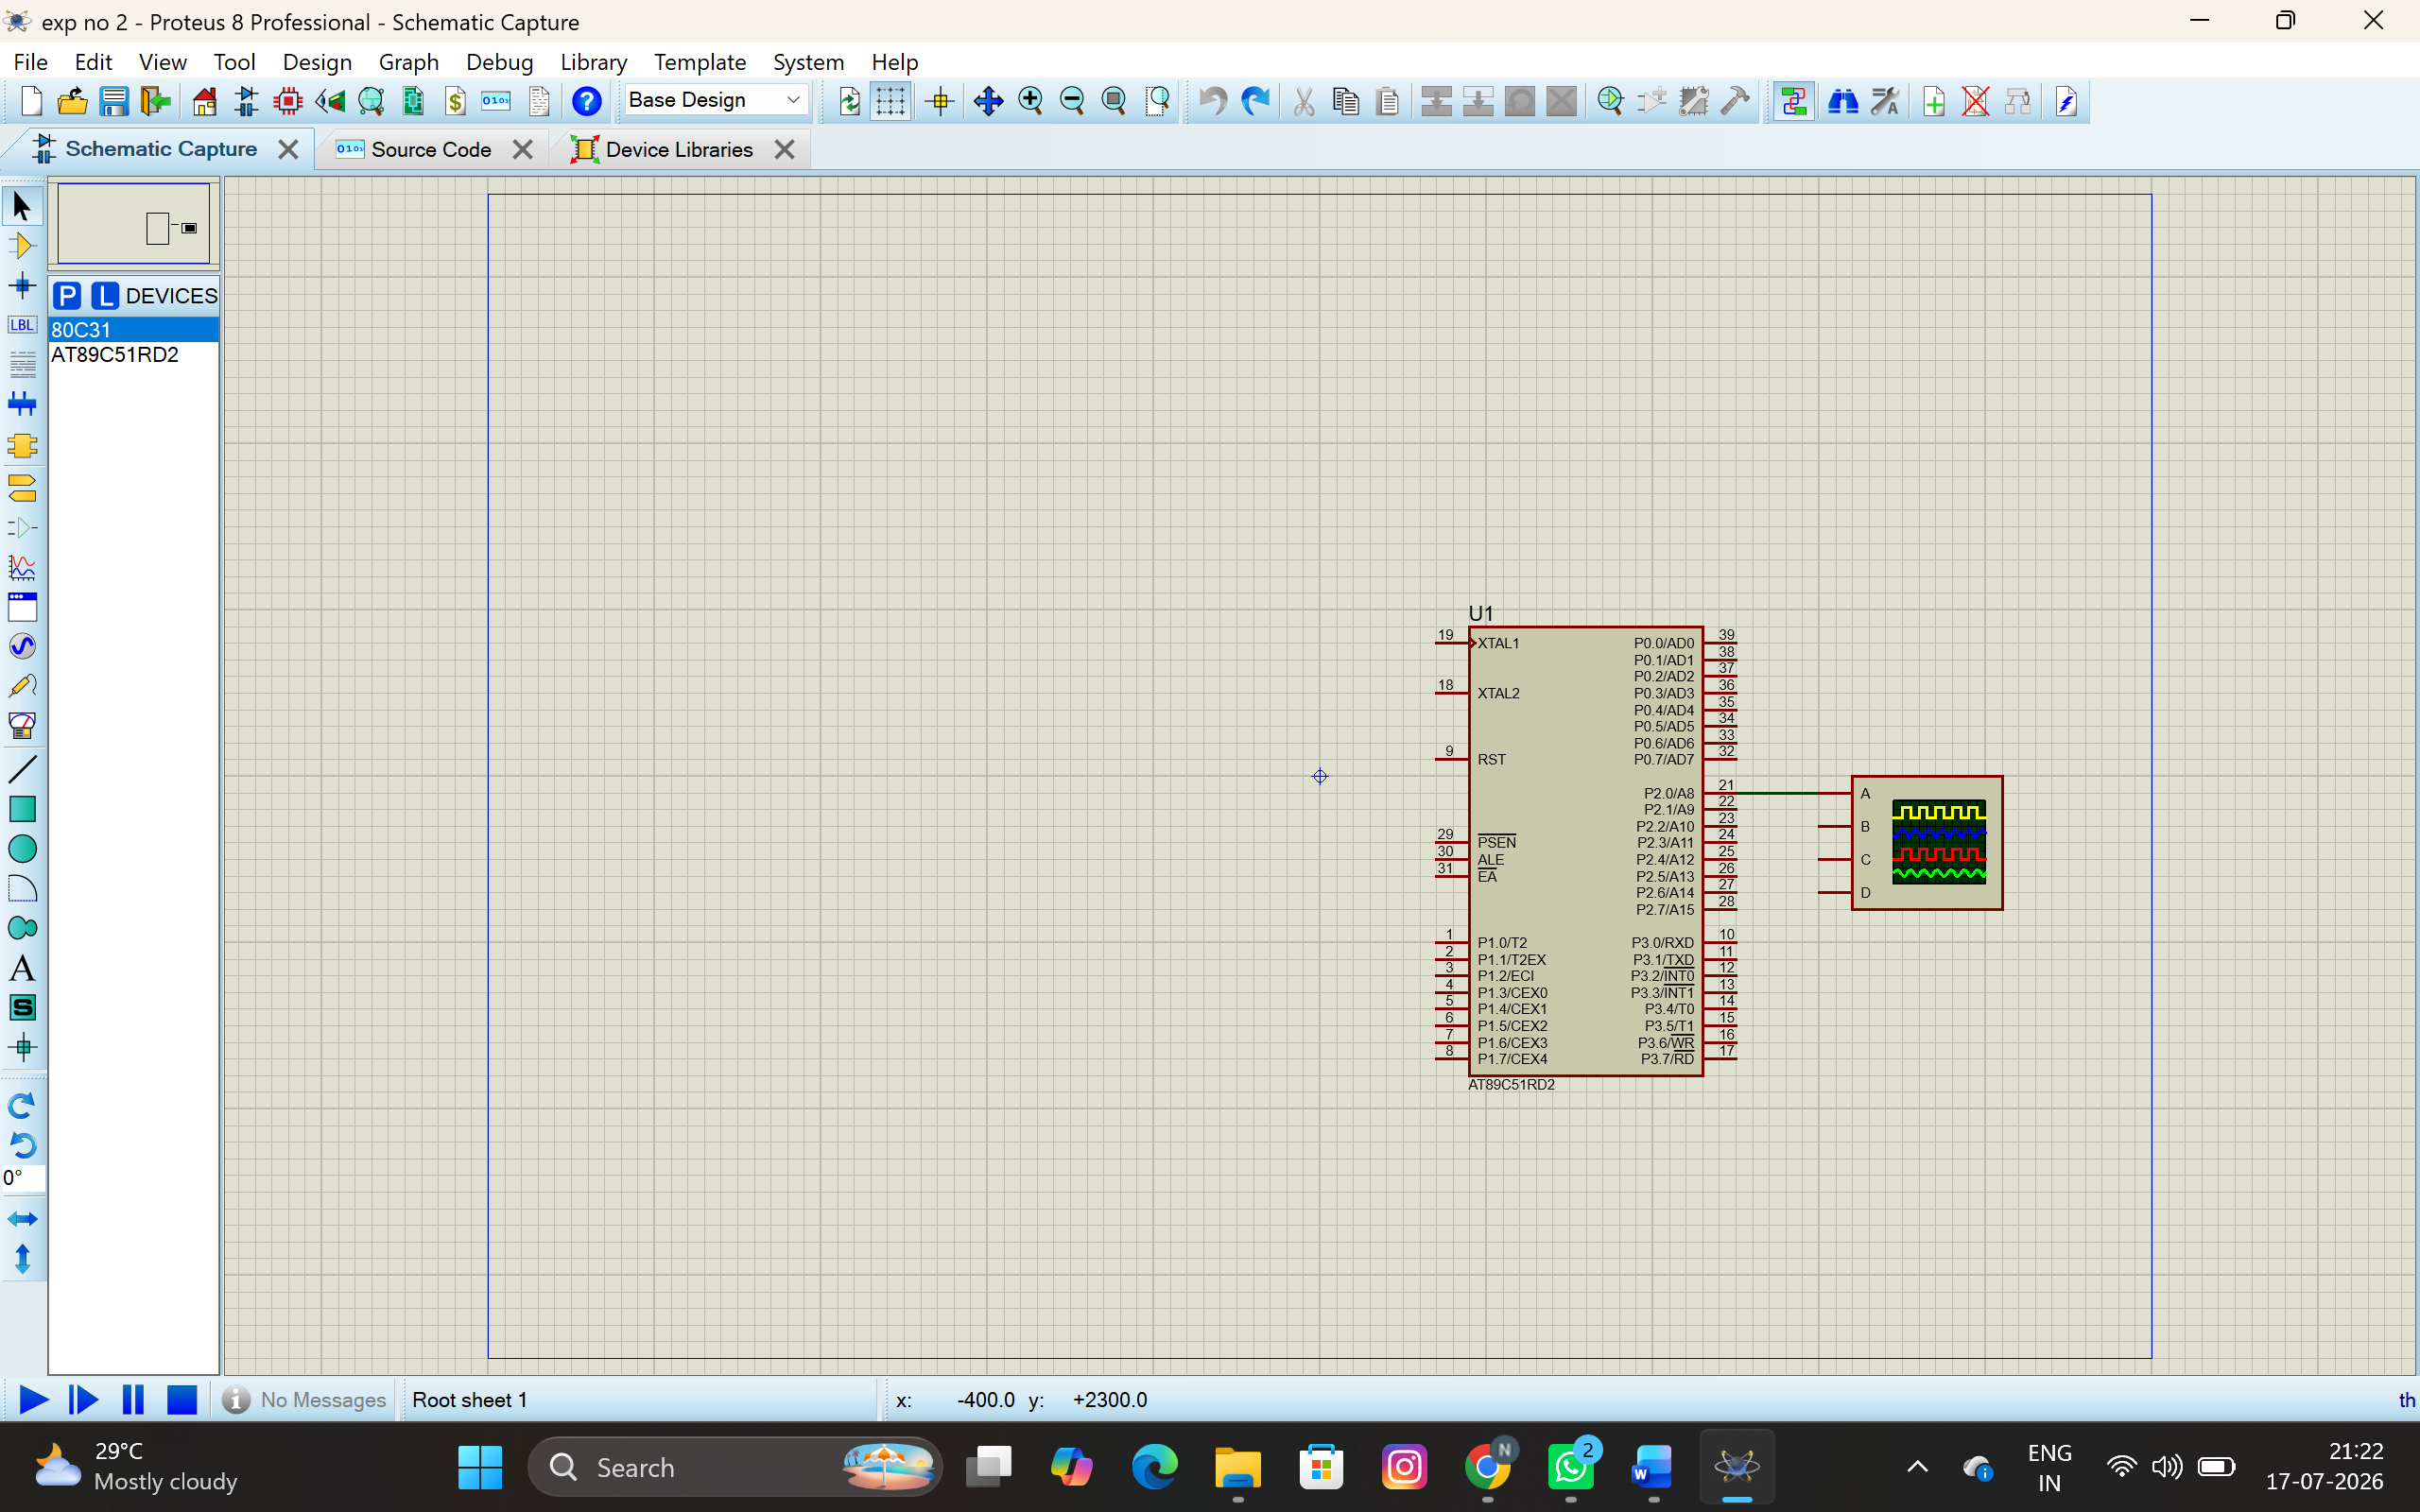 exp no 2 - Proteus 8 Professional - Schematic Capture
File Edit View Tool Design Graph Debug Library Template System Help
Base Design
Schematic Capture Source Code Device Libraries
P L DEVICES
80C31
AT89C51RD2
LBL
A
S
0°
U1
19 XTAL1 P0.0/AD0 39
P0.1/AD1 38
P0.2/AD2 37
18 XTAL2 P0.3/AD3 36
P0.4/AD4 35
P0.5/AD5 34
P0.6/AD6 33
9 RST P0.7/AD7 32
P2.0/A8 21 A
P2.1/A9 22
P2.2/A10 23 B
29 PSEN P2.3/A11 24
30 ALE P2.4/A12 25 C
31 EA P2.5/A13 26
P2.6/A14 27 D
P2.7/A15 28
1 P1.0/T2 P3.0/RXD 10
2 P1.1/T2EX P3.1/TXD 11
3 P1.2/ECI P3.2/INT0 12
4 P1.3/CEX0 P3.3/INT1 13
5 P1.4/CEX1 P3.4/T0 14
6 P1.5/CEX2 P3.5/T1 15
7 P1.6/CEX3 P3.6/WR 16
8 P1.7/CEX4 P3.7/RD 17
AT89C51RD2
No Messages Root sheet 1 x: -400.0 y: +2300.0 th
29°C
Mostly cloudy
Search
N
2
W
ENG
IN
21:22
17-07-2026